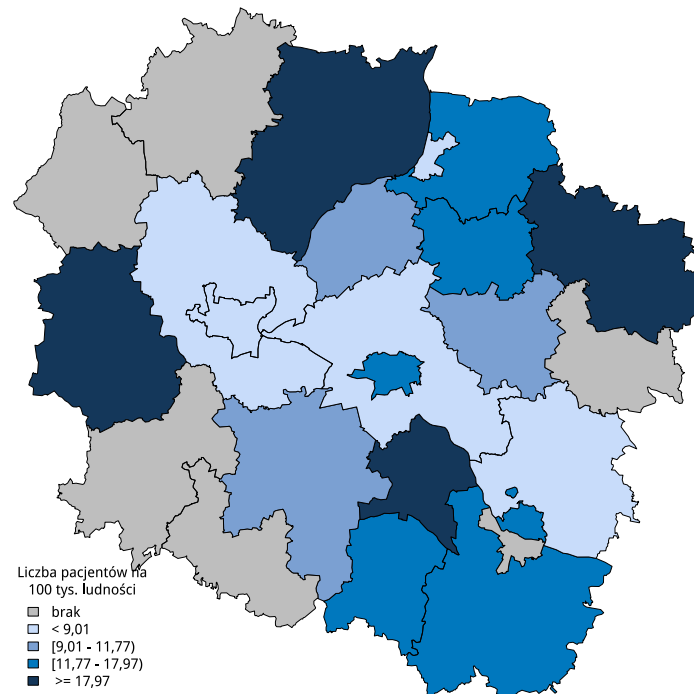 Liczba pacjentów na
100 tys. ludności
brak
< 9,01
[9,01 - 11,77)
[11,77 - 17,97)
>= 17,97